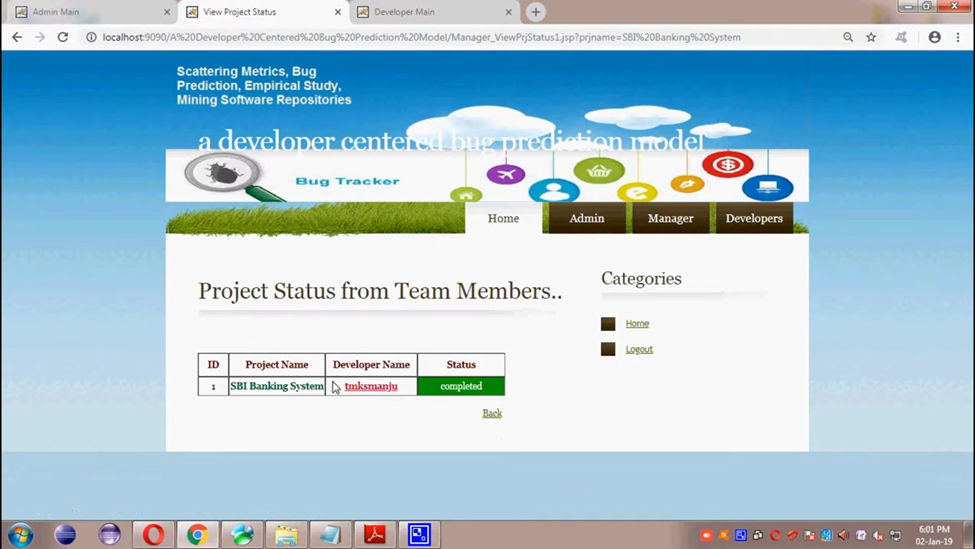 Admin Main
View Project Status
Developer Main
localhost:9090/A%20Developer%20Centered%20Bug%20Prediction%20Model/Manager_ViewPrjStatus1.jsp?prjname=SBI%20Banking%20System
Scattering Metrics, Bug
Prediction, Empirical Study,
Mining Software Repositories
a developer centered bug prediction model
Bug Tracker
Home Admin Manager Developers
Project Status from Team Members..
Categories
Home
Logout
ID Project Name Developer Name Status
1 SBI Banking System tmksmanju completed
Back
6:01 PM
02-Jan-19